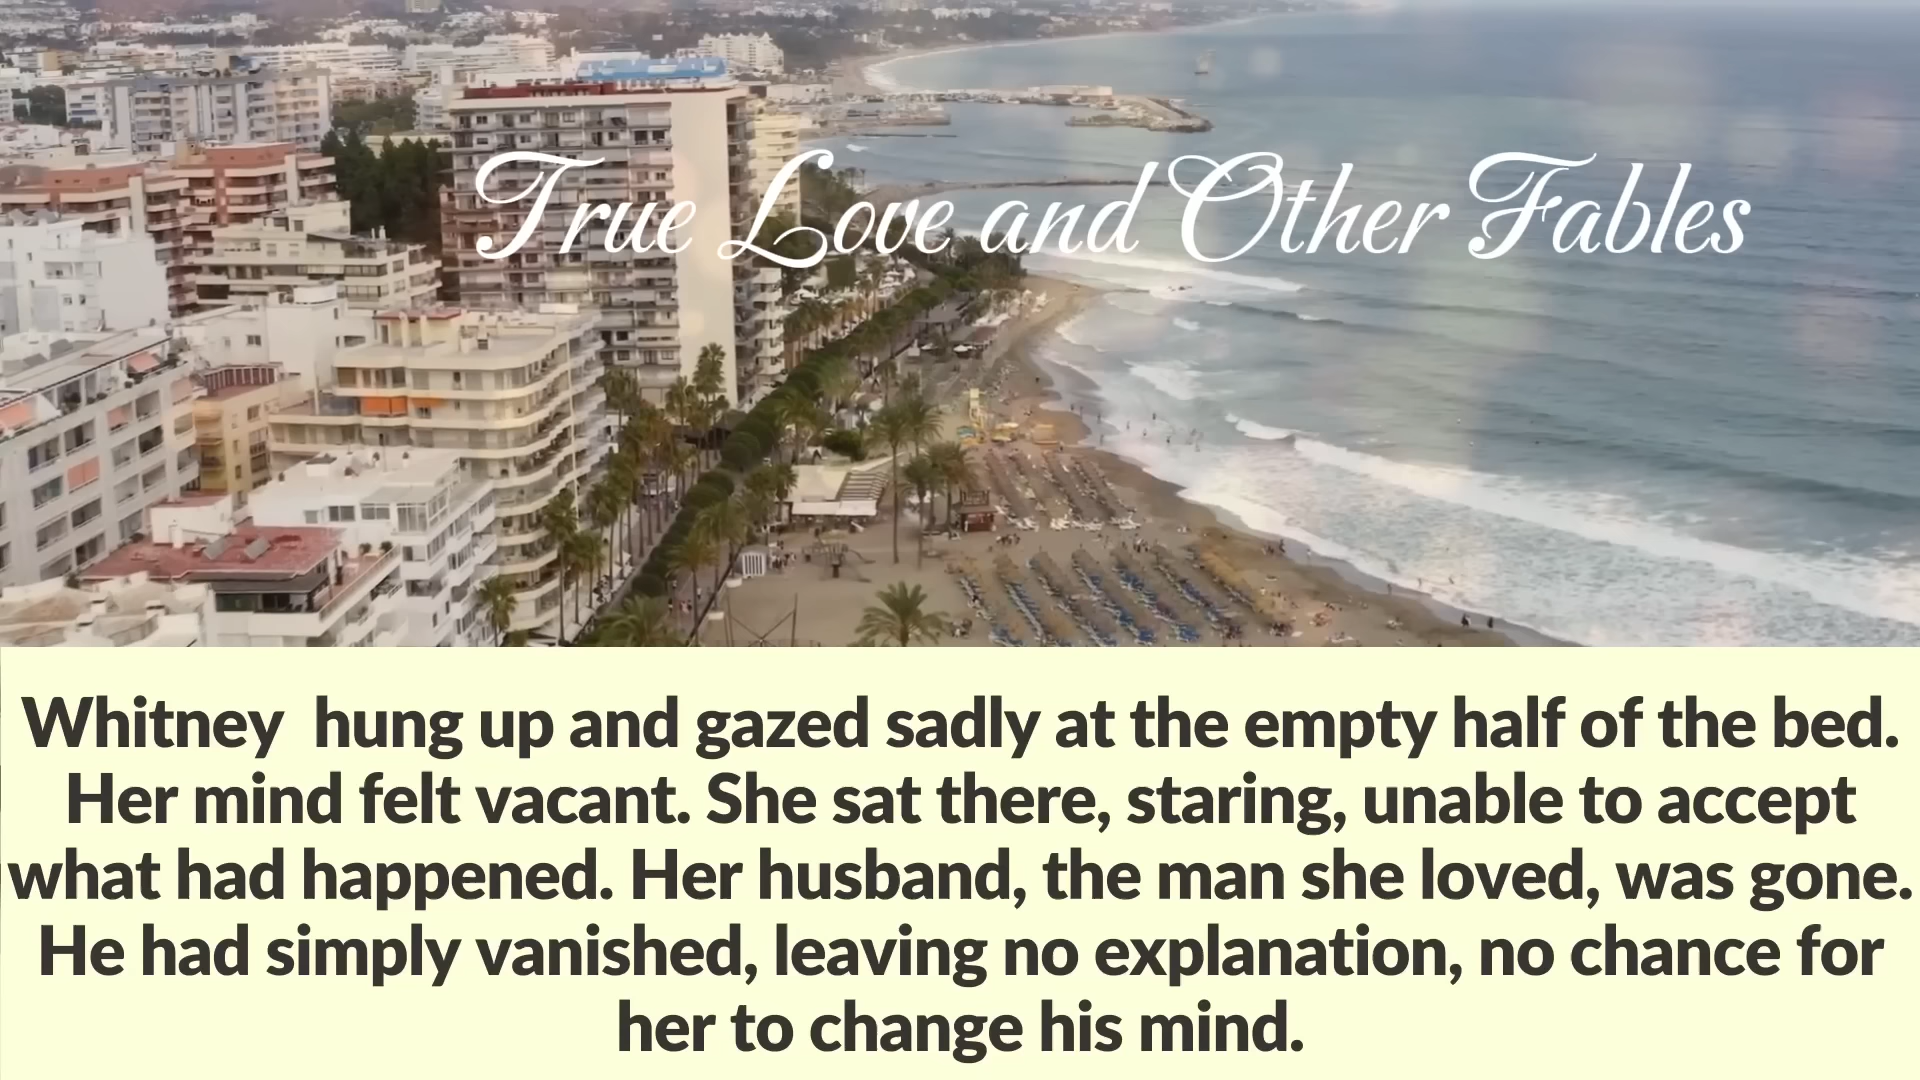 True Love and Other Fables
Whitney  hung up and gazed sadly at the empty half of the bed.
Her mind felt vacant. She sat there, staring, unable to accept
what had happened. Her husband, the man she loved, was gone.
He had simply vanished, leaving no explanation, no chance for
her to change his mind.